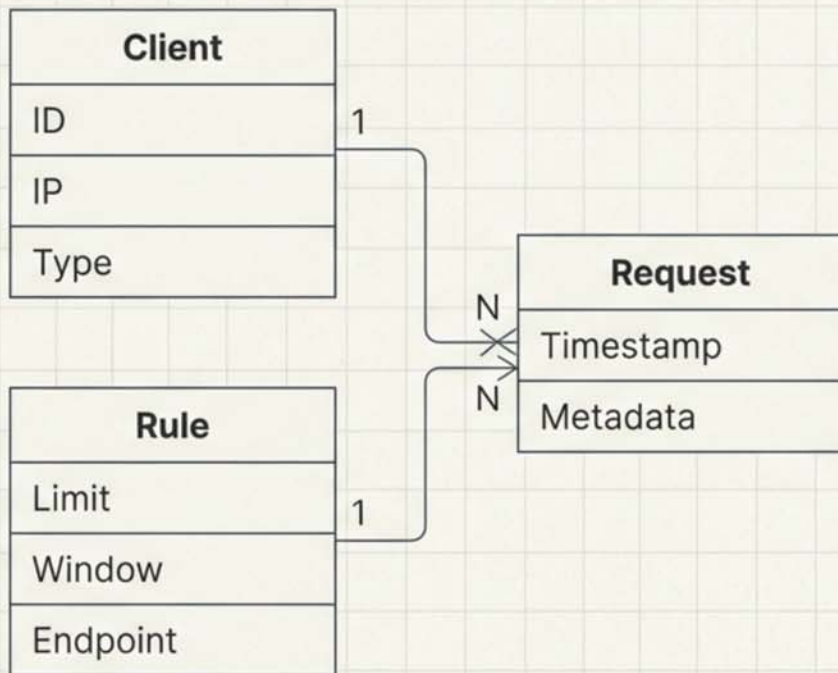 Client
ID
IP
Type
1
N
Request
Timestamp
Metadata
N
Rule
Limit
Window
Endpoint
1